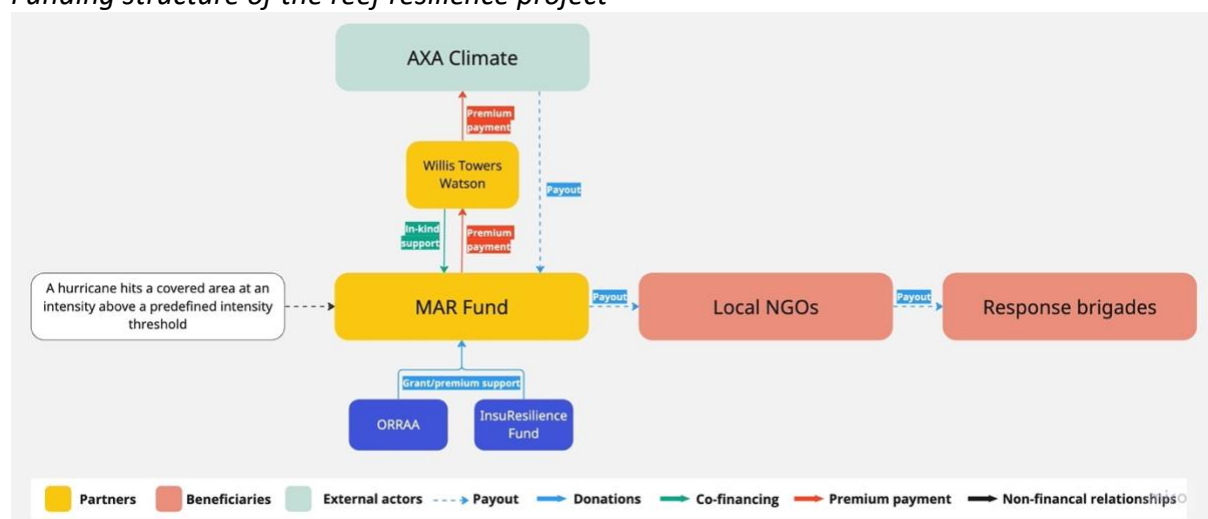 Funding structure of the reef resilience project
AXA Climate
Premium
payment
Willis Towers
Watson
Payout
In-kind
support
Premium
payment
A hurricane hits a covered area at an
intensity above a predefined intensity
threshold
MAR Fund
Payout
Local NGOs
Payout
Response brigades
Grant/premium support
ORRAA
InsuResilience
Fund
Partners
Beneficiaries
External actors
Payout
Donations
Co-financing
Premium payment
Non-financal relationships
miro